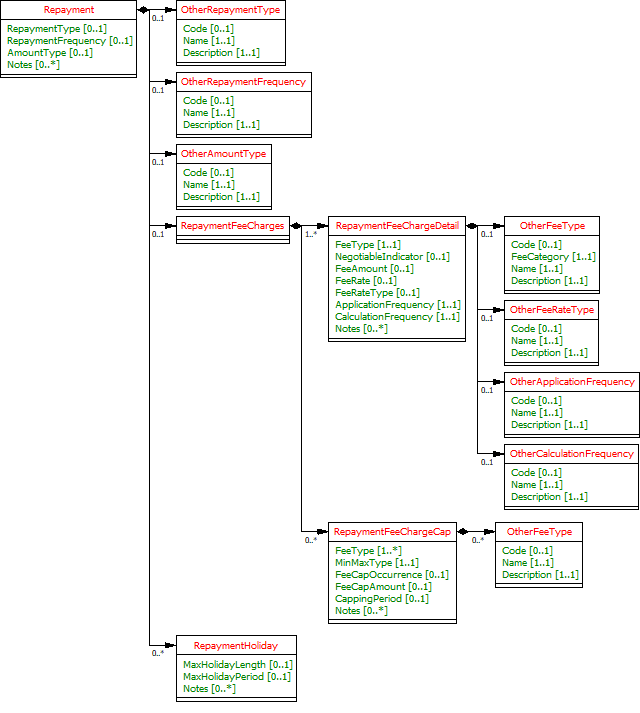 Repayment
RepaymentType [0..1]
RepaymentFrequency [0..1]
AmountType [0..1]
Notes [0..*]
0..1
OtherRepaymentType
Code [0..1]
Name [1..1]
Description [1..1]
0..1
OtherRepaymentFrequency
Code [0..1]
Name [1..1]
Description [1..1]
0..1
OtherAmountType
Code [0..1]
Name [1..1]
Description [1..1]
0..1
RepaymentFeeCharges
1..*
RepaymentFeeChargeDetail
FeeType [1..1]
NegotiableIndicator [0..1]
FeeAmount [0..1]
FeeRate [0..1]
FeeRateType [0..1]
ApplicationFrequency [1..1]
CalculationFrequency [1..1]
Notes [0..*]
0..1
OtherFeeType
Code [0..1]
FeeCategory [1..1]
Name [1..1]
Description [1..1]
0..1
OtherFeeRateType
Code [0..1]
Name [1..1]
Description [1..1]
0..1
OtherApplicationFrequency
Code [0..1]
Name [1..1]
Description [1..1]
0..1
OtherCalculationFrequency
Code [0..1]
Name [1..1]
Description [1..1]
0..*
RepaymentFeeChargeCap
FeeType [1..*]
MinMaxType [1..1]
FeeCapOccurrence [0..1]
FeeCapAmount [0..1]
CappingPeriod [0..1]
Notes [0..*]
0..*
OtherFeeType
Code [0..1]
Name [1..1]
Description [1..1]
0..*
RepaymentHoliday
MaxHolidayLength [0..1]
MaxHolidayPeriod [0..1]
Notes [0..*]